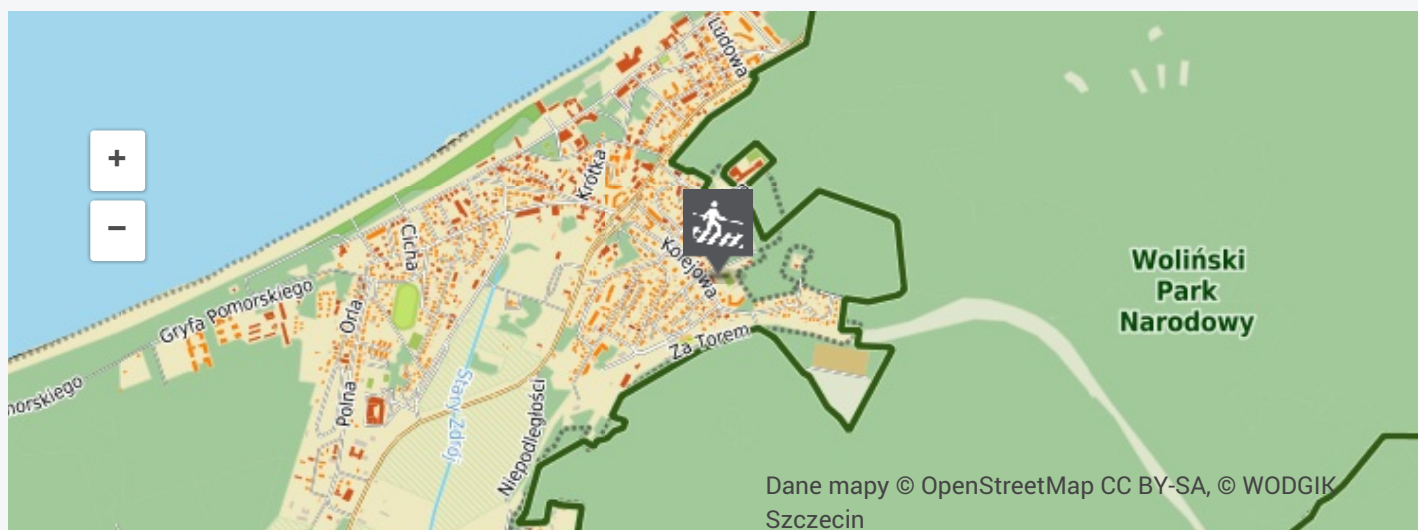 Ludowa
+
Krótka
Cicha
Kolejowa
Woliński
Park
Narodowy
–
Gryfa Pomorskiego
Orla
Za Torem
Polna
morskiego
Stary Zdrój
Niepodległości
Dane mapy © OpenStreetMap CC BY-SA, © WODGIK
Szczecin